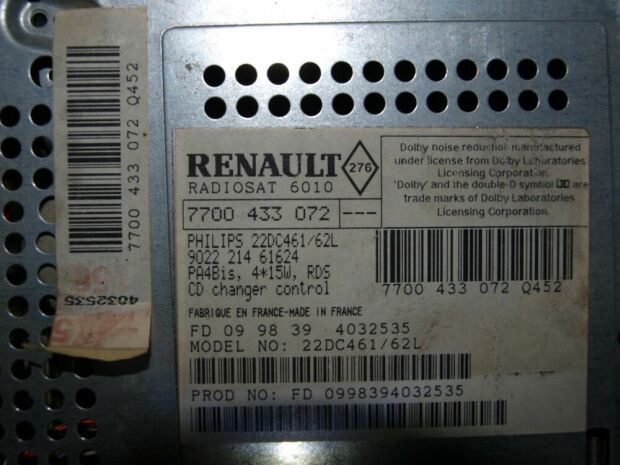 7700 433 072 Q452
4032535
RENAULT 276
RADIOSAT 6010
7700 433 072 ---
Dolby noise reduction manufactured
under license from Dolby Laboratories
Licensing Corporation.
'Dolby' and the double-D symbol are
trade marks of Dolby Laboratories
Licensing Corporation.
PHILIPS 22DC461/62L
9022 214 61624
PA4Bis, 4*15W, RDS
CD changer control
7700 433 072 Q452
FABRIQUE EN FRANCE-MADE IN FRANCE
FD 09 98 39 4032535
MODEL NO: 22DC461/62L
PROD NO: FD 0998394032535